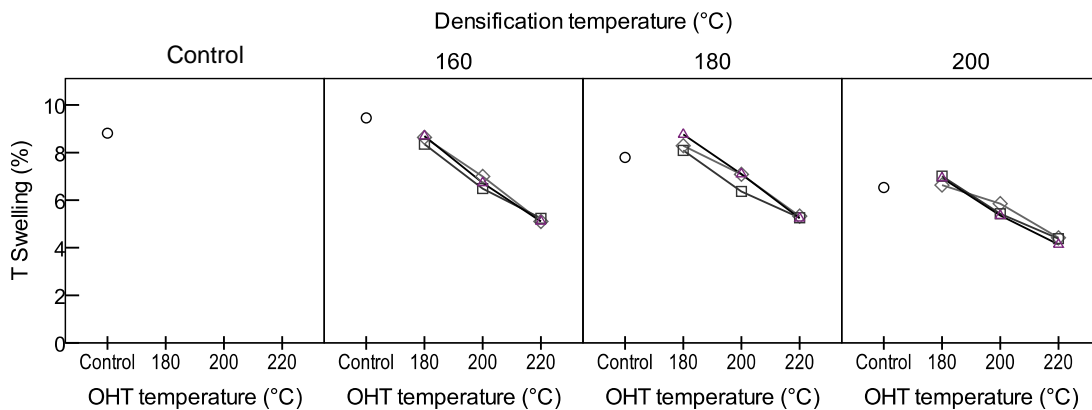 Densification temperature (°C)
Control 160 180 200
T Swelling (%)
10
8
6
4
2
0
Control 180 200 220 Control 180 200 220 Control 180 200 220 Control 180 200 220
OHT temperature (°C) OHT temperature (°C) OHT temperature (°C) OHT temperature (°C)